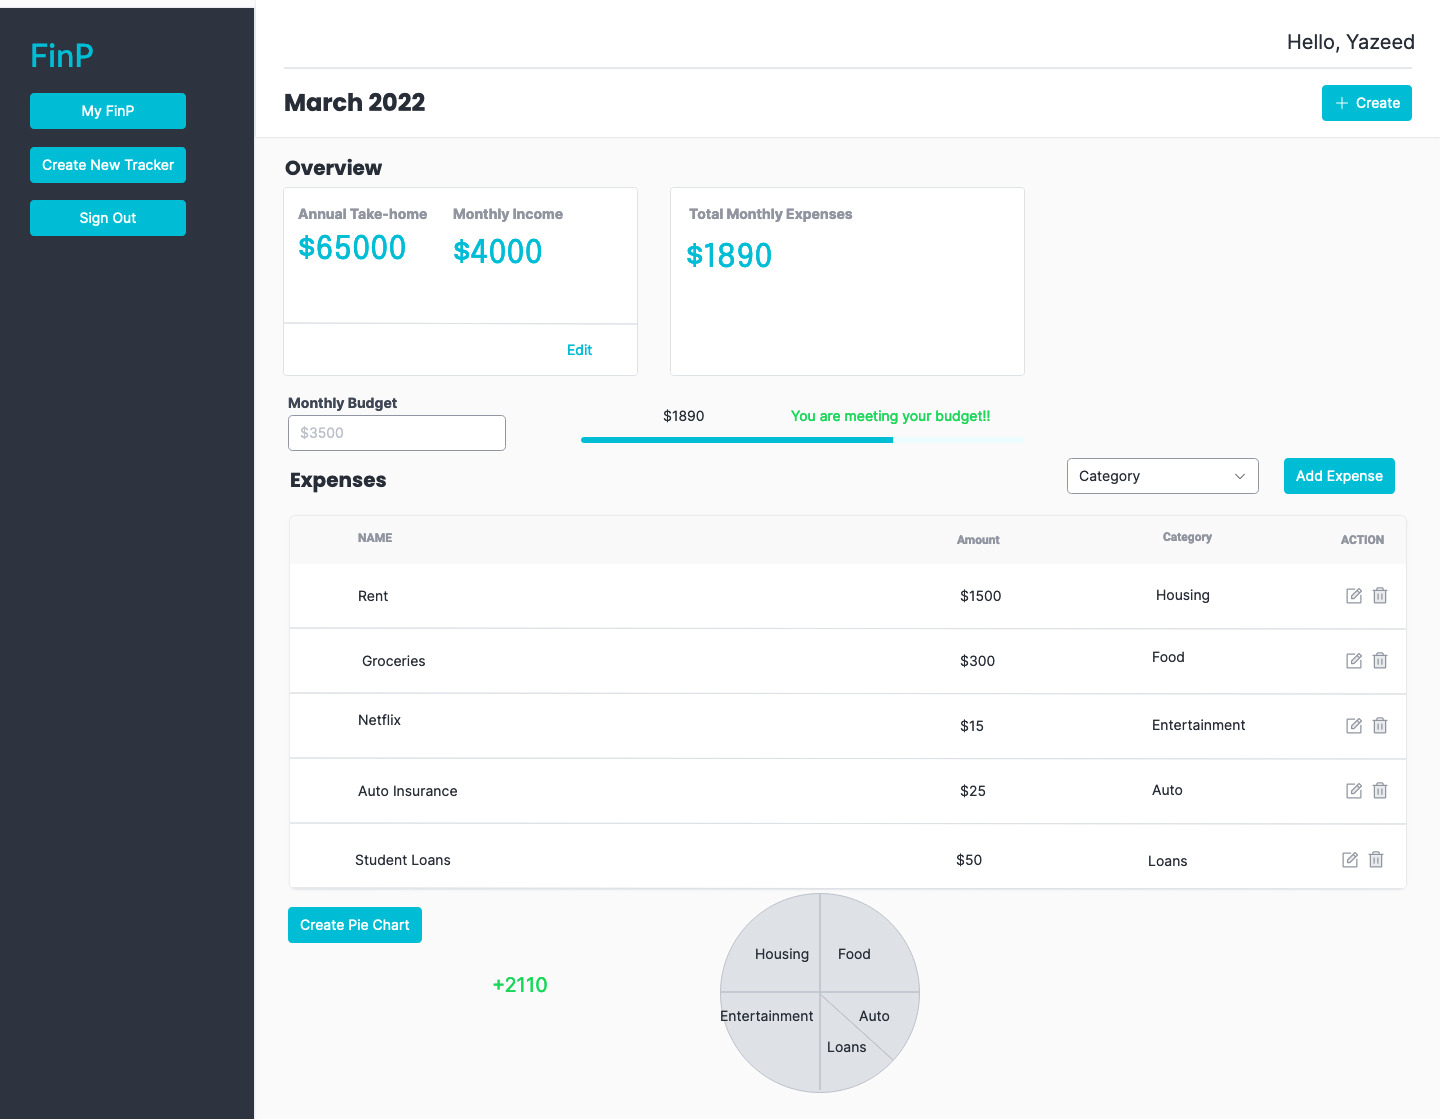 FinP
My FinP
Create New Tracker
Sign Out
Hello, Yazeed
March 2022
+ Create
Overview
Annual Take-home
$65000
Monthly Income
$4000
Edit
Total Monthly Expenses
$1890
Monthly Budget
$3500
$1890
You are meeting your budget!!
Expenses
Category
Add Expense
NAME Amount Category ACTION
Rent $1500 Housing
Groceries $300 Food
Netflix $15 Entertainment
Auto Insurance $25 Auto
Student Loans $50 Loans
Create Pie Chart
+2110
Housing Food
Entertainment Auto
Loans